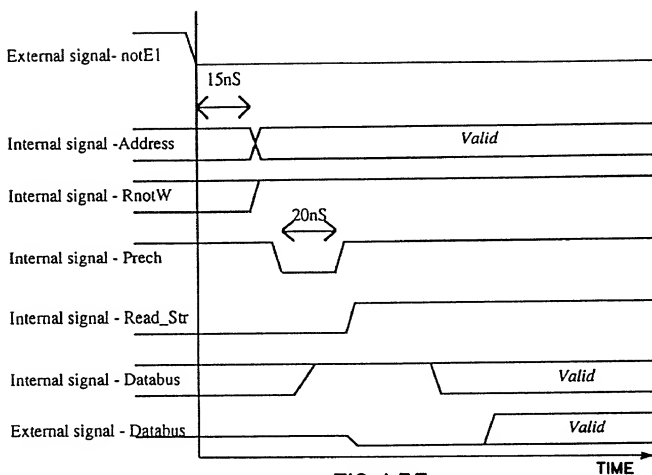 External signal- notE1
15nS
Internal signal -Address
Valid
Internal signal - RnotW
20nS
Internal signal - Prech
Internal signal - Read_Str
Internal signal - Databus
Valid
External signal - Databus
Valid
TIME